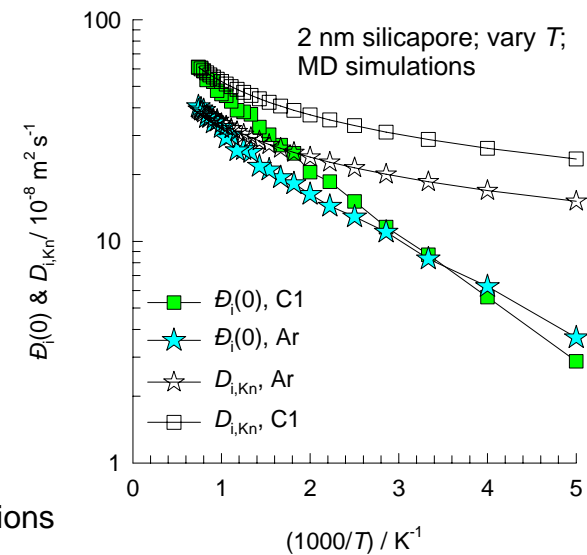 100
2 nm silicapore; vary T;
MD simulations
10
Đi(0) & Di,Kn/ 10-8 m2 s-1
Đi(0), C1
Đi(0), Ar
Di,Kn, Ar
Di,Kn, C1
1
0 1 2 3 4 5
ions
(1000/T) / K-1